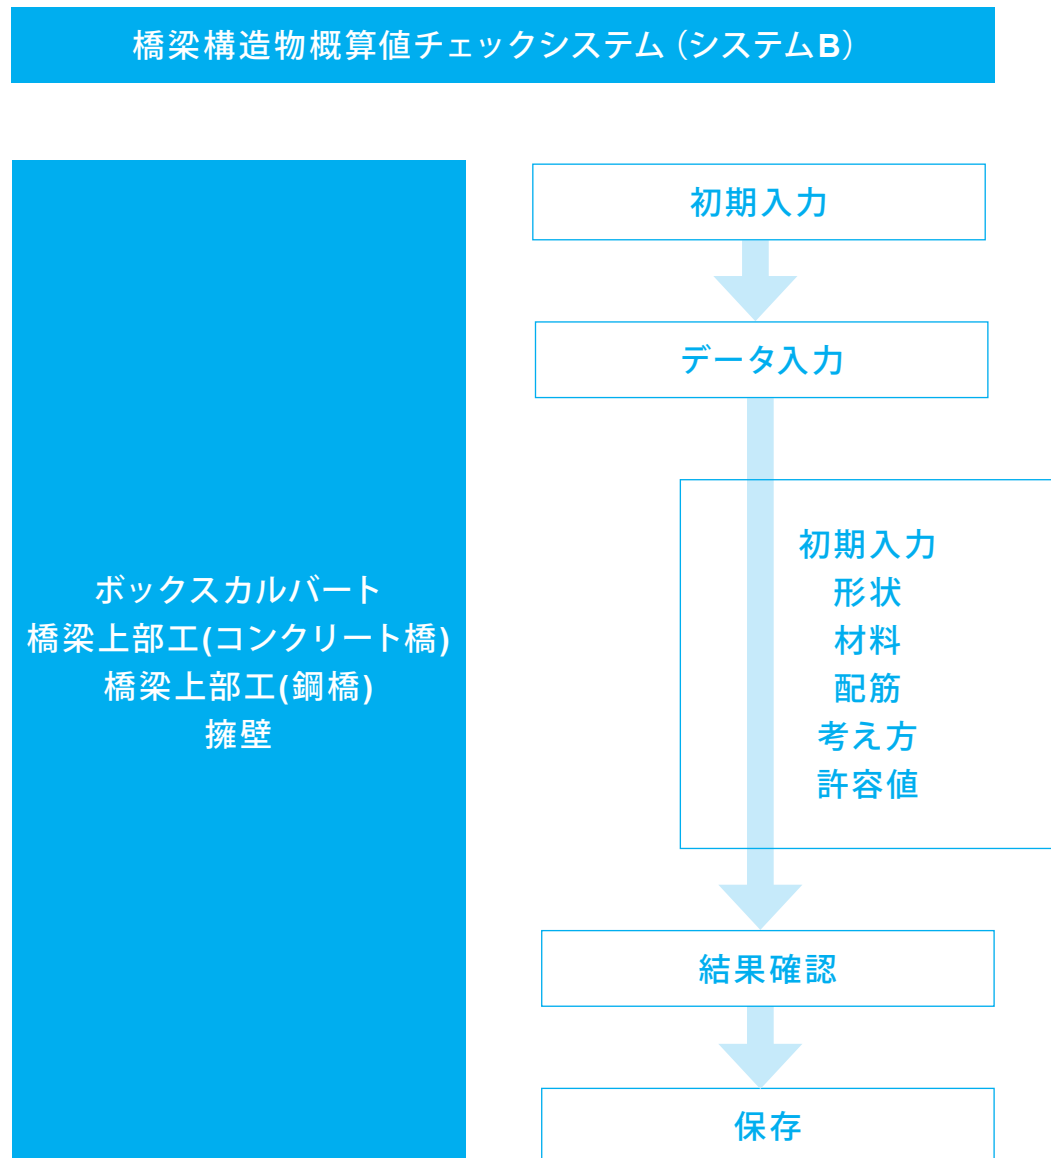 橋梁構造物概算値チェックシステム（システムB）
ボックスカルバート
橋梁上部工(コンクリート橋)
橋梁上部工(鋼橋)
擁壁
初期入力
データ入力
初期入力
形状
材料
配筋
考え方
許容値
結果確認
保存